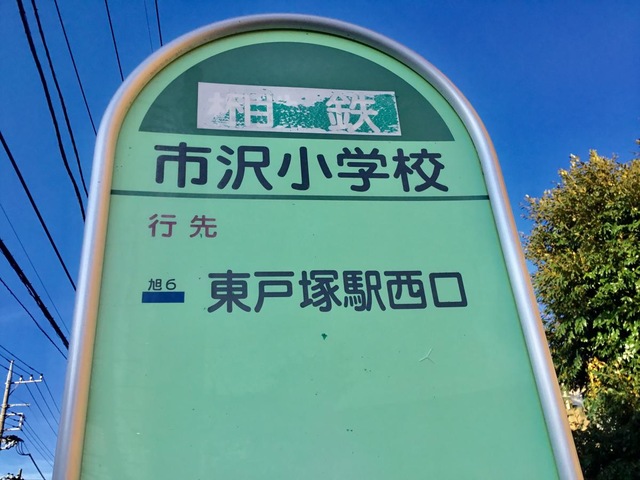 相鉄
市沢小学校
行先
旭6
東戸塚駅西口